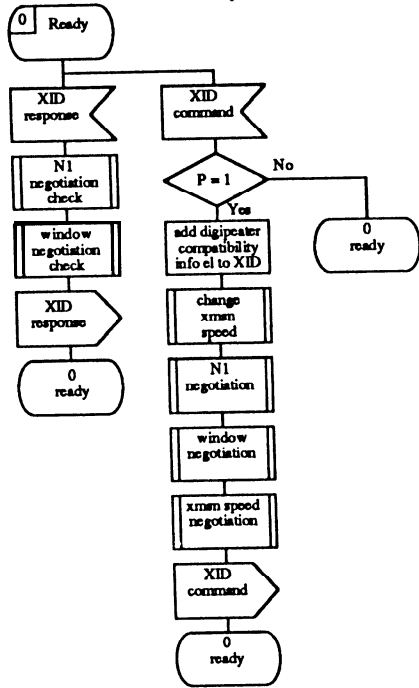 0
Ready
XID
response
N1
negotiation
check
window
negotiation
check
XID
response
0
ready
XID
command
P = 1
No
Yes
0
ready
add digipeater
compatibility
info el to XID
change
xmsn
speed
N1
negotiation
window
negotiation
xmsn speed
negotiation
XID
command
0
ready